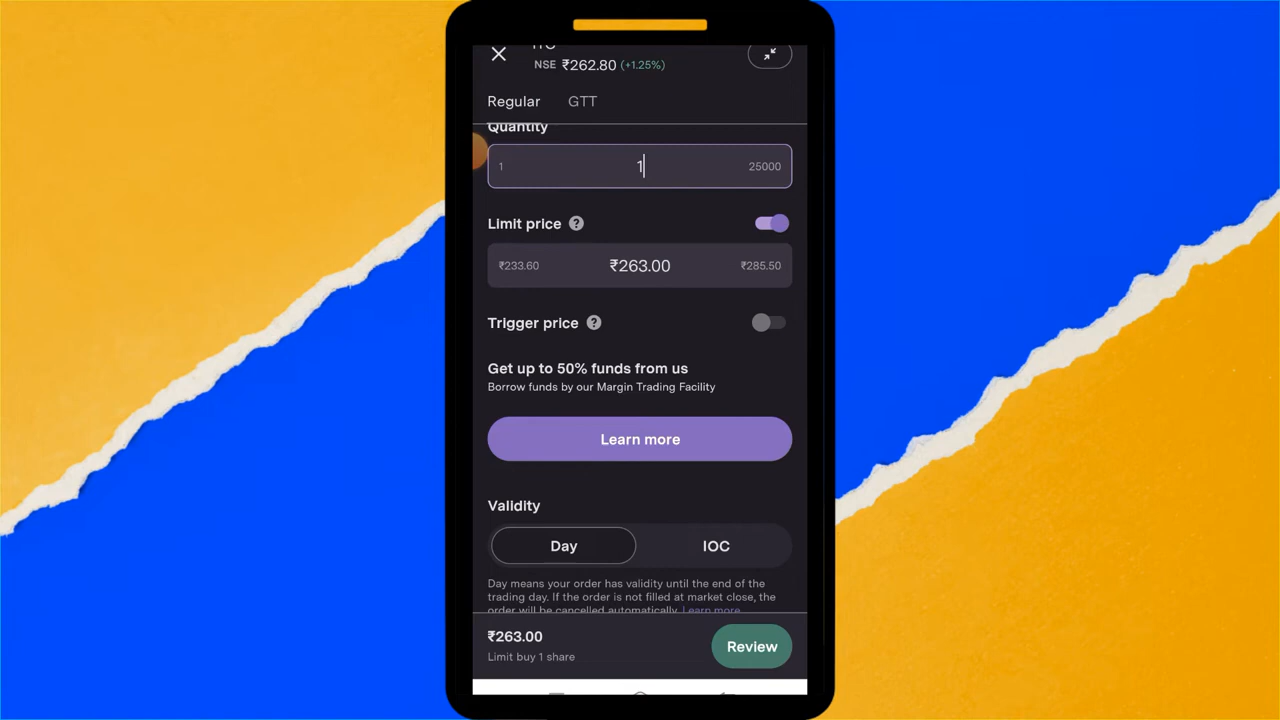 ITC
NSE ₹262.80 (+1.25%)
Regular GTT
Quantity
1 1 25000
Limit price ?
₹233.60 ₹263.00 ₹285.50
Trigger price ?
Get up to 50% funds from us
Borrow funds by our Margin Trading Facility
Learn more
Validity
Day IOC
Day means your order has validity until the end of the
trading day. If the order is not filled at market close, the
order will be cancelled automatically. Learn more
₹263.00
Limit buy 1 share
Review